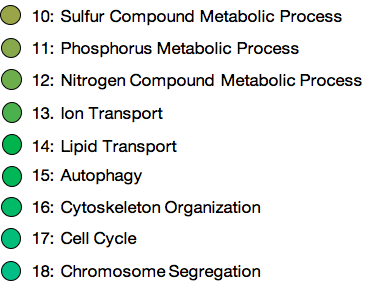 10: Sulfur Compound Metabolic Process
11: Phosphorus Metabolic Process
12: Nitrogen Compound Metabolic Process
13. Ion Transport
14: Lipid Transport
15: Autophagy
16: Cytoskeleton Organization
17: Cell Cycle
18: Chromosome Segregation